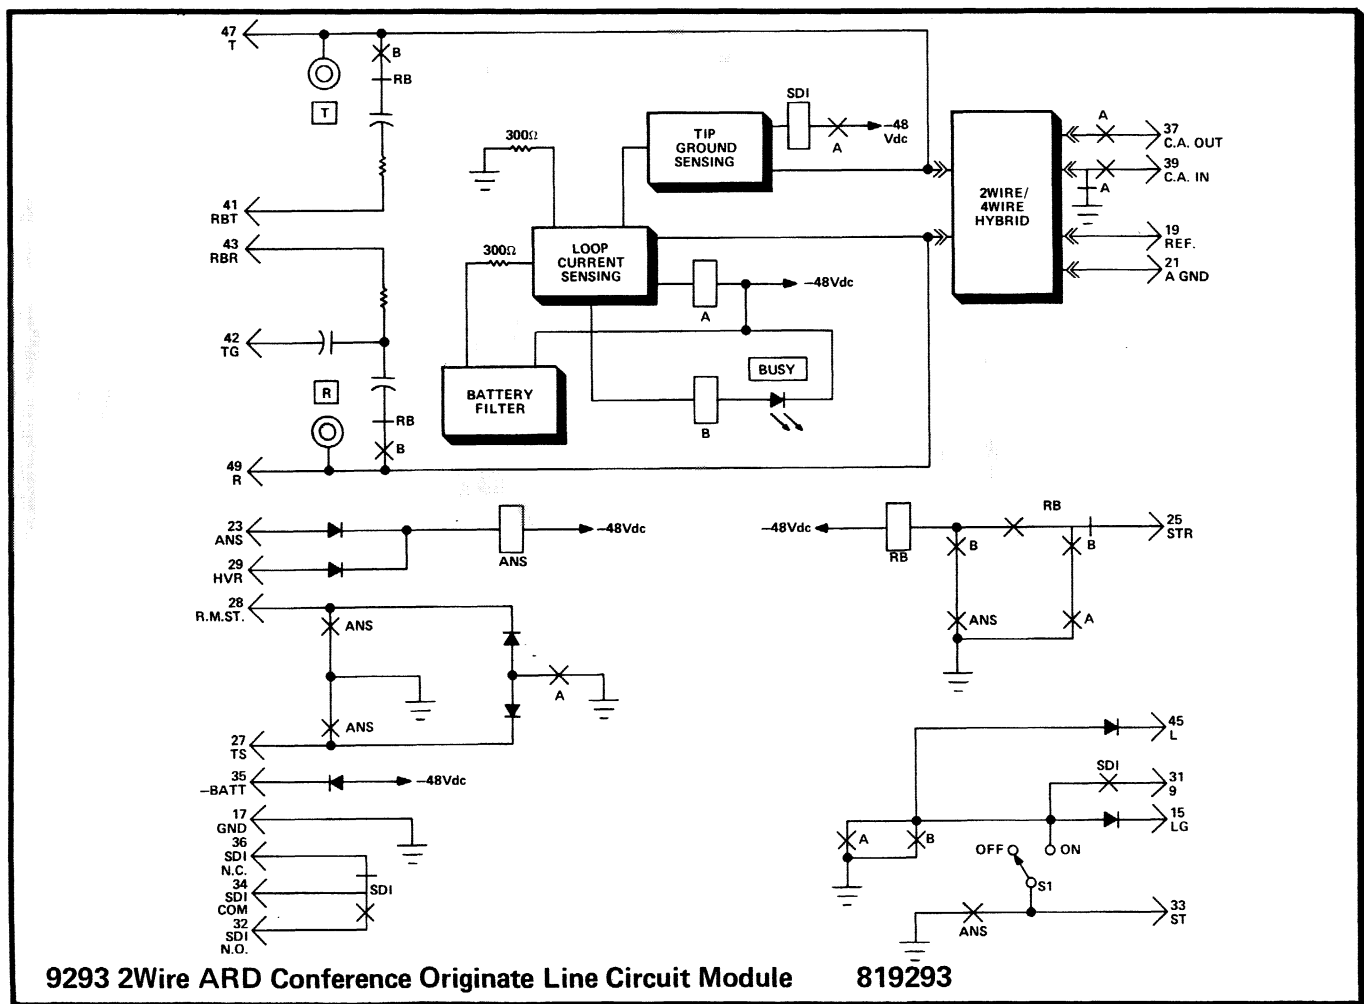 47
T
B
RB
T
300Ω
TIP
GROUND
SENSING
SDI
A
–48
Vdc
A
37
C.A. OUT
39
C.A. IN
A
2WIRE/
4WIRE
HYBRID
41
RBT
43
RBR
300Ω
LOOP
CURRENT
SENSING
19
REF.
21
A GND
A
–48Vdc
42
TG
R
BATTERY
FILTER
BUSY
B
RB
B
49
R
23
ANS
ANS
–48Vdc
29
HVR
–48Vdc
RB
B
RB
B
25
STR
ANS
A
28
R.M.ST.
ANS
A
ANS
27
TS
35
–BATT
–48Vdc
17
GND
36
SDI
N.C.
34
SDI
COM
SDI
32
SDI
N.O.
45
L
SDI
31
9
15
LG
A
B
OFF
ON
S1
ANS
33
ST
9293 2Wire ARD Conference Originate Line Circuit Module 819293